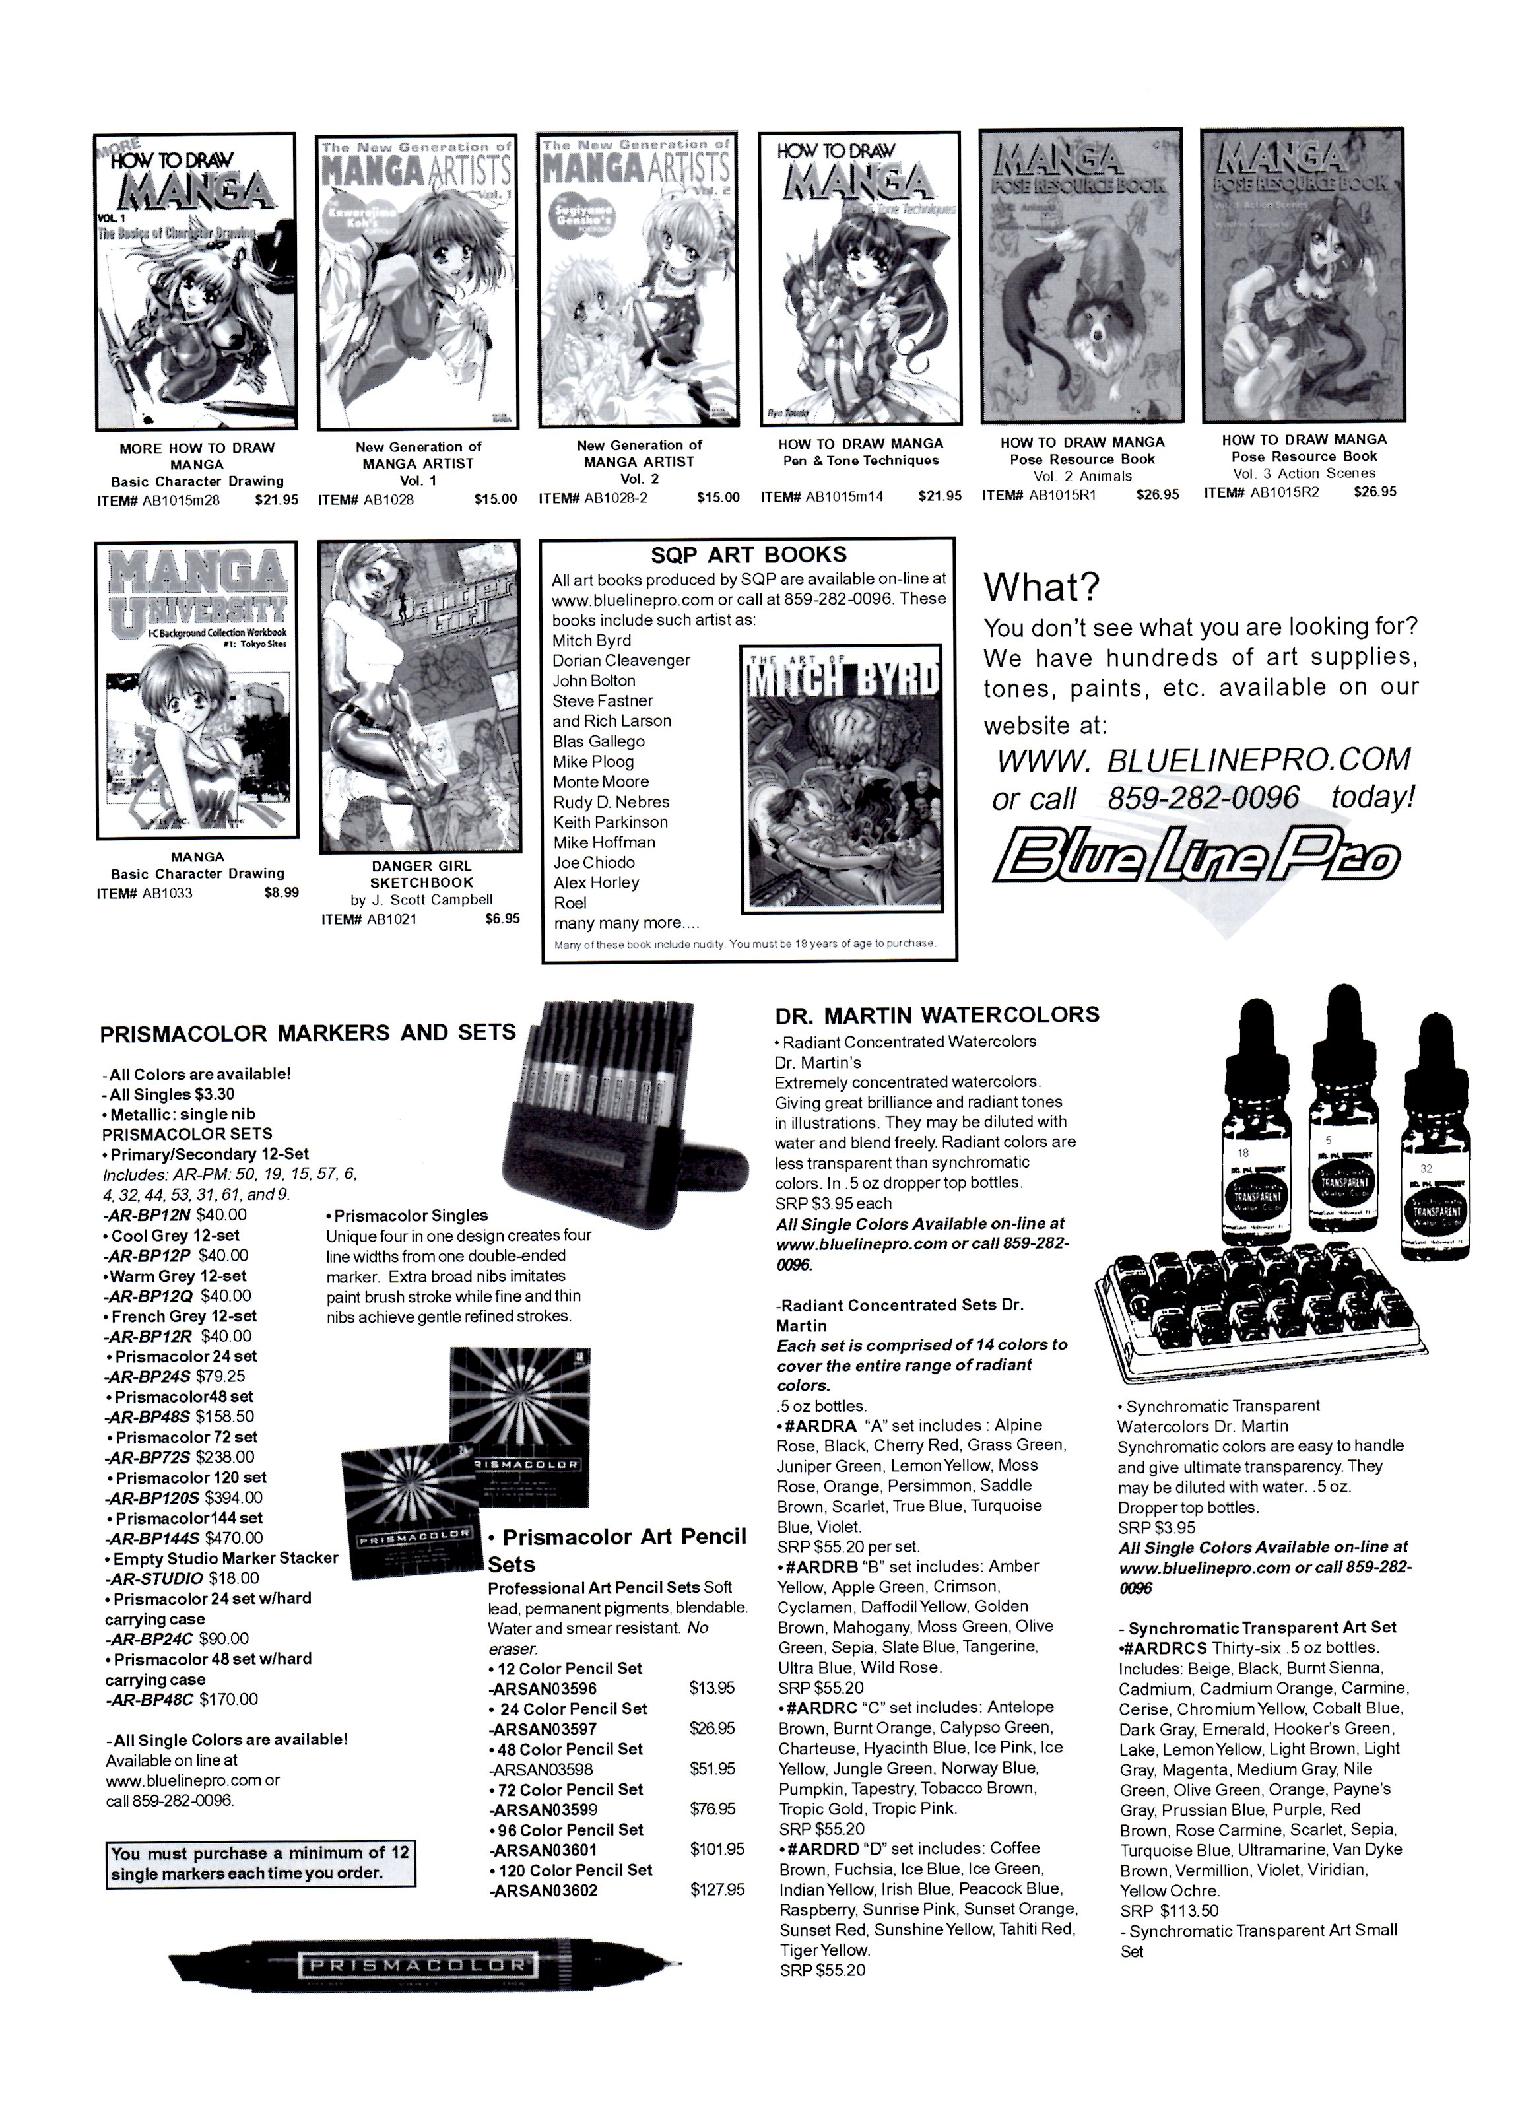 MORE
HOW TO DRAW
MANGA
VOL. 1
The Basics of Character Drawing
MORE HOW TO DRAW
MANGA
Basic Character Drawing
ITEM# AB1015m28 $21.95
The New Generation of
MANGA ARTISTS
Vol. 1
New Generation of
MANGA ARTIST
Vol. 1
ITEM# AB1028 $15.00
The New Generation of
MANGA ARTISTS
Vol. 2
New Generation of
MANGA ARTIST
Vol. 2
ITEM# AB1028-2 $15.00
HOW TO DRAW
MANGA
Tone Techniques
HOW TO DRAW MANGA
Pen & Tone Techniques
ITEM# AB1015m14 $21.95
MANGA
POSE RESOURCE BOOK
HOW TO DRAW MANGA
Pose Resource Book
Vol. 2 Animals
ITEM# AB1015R1 $26.95
MANGA
POSE RESOURCE BOOK
HOW TO DRAW MANGA
Pose Resource Book
Vol. 3 Action Scenes
ITEM# AB1015R2 $26.95
MANGA
UNIVERSITY
I-C Background Collection Workbook
#1: Tokyo Sites
MANGA
Basic Character Drawing
ITEM# AB1033 $8.99
DANGER GIRL
SKETCHBOOK
by J. Scott Campbell
ITEM# AB1021 $6.95
SQP ART BOOKS
All art books produced by SQP are available on-line at
www.bluelinepro.com or call at 859-282-0096. These
books include such artist as:
Mitch Byrd
Dorian Cleavenger
John Bolton
Steve Fastner
and Rich Larson
Blas Gallego
Mike Ploog
Monte Moore
Rudy D. Nebres
Keith Parkinson
Mike Hoffman
Joe Chiodo
Alex Horley
Roel
many many more....
THE ART OF
MITCH BYRD
Many of these book include nudity. You must be 18 years of age to purchase.
What?
You don't see what you are looking for?
We have hundreds of art supplies,
tones, paints, etc. available on our
website at:
WWW. BLUELINEPRO.COM
or call 859-282-0096 today!
Blue Line Pro
PRISMACOLOR MARKERS AND SETS
-All Colors are available!
-All Singles $3.30
• Metallic: single nib
PRISMACOLOR SETS
• Primary/Secondary 12-Set
Includes: AR-PM: 50, 19, 15, 57, 6,
4, 32, 44, 53, 31, 61, and 9.
-AR-BP12N $40.00
• Cool Grey 12-set
-AR-BP12P $40.00
•Warm Grey 12-set
-AR-BP12Q $40.00
• French Grey 12-set
-AR-BP12R $40.00
• Prismacolor 24 set
-AR-BP24S $79.25
• Prismacolor48 set
-AR-BP48S $158.50
• Prismacolor 72 set
-AR-BP72S $238.00
• Prismacolor 120 set
-AR-BP120S $394.00
• Prismacolor144 set
-AR-BP144S $470.00
• Empty Studio Marker Stacker
-AR-STUDIO $18.00
• Prismacolor 24 set w/hard
carrying case
-AR-BP24C $90.00
• Prismacolor 48 set w/hard
carrying case
-AR-BP48C $170.00
-All Single Colors are available!
Available on line at
www.bluelinepro.com or
call 859-282-0096.
You must purchase a minimum of 12
single markers each time you order.
• Prismacolor Singles
Unique four in one design creates four
line widths from one double-ended
marker. Extra broad nibs imitates
paint brush stroke while fine and thin
nibs achieve gentle refined strokes.
PRISMACOLOR
PRISMACOLOR
• Prismacolor Art Pencil
Sets
Professional Art Pencil Sets Soft
lead, permanent pigments, blendable.
Water and smear resistant. No
eraser.
• 12 Color Pencil Set
-ARSAN03596 $13.95
• 24 Color Pencil Set
-ARSAN03597 $26.95
• 48 Color Pencil Set
-ARSAN03598 $51.95
• 72 Color Pencil Set
-ARSAN03599 $76.95
• 96 Color Pencil Set
-ARSAN03601 $101.95
• 120 Color Pencil Set
-ARSAN03602 $127.95
PRISMACOLOR
DR. MARTIN WATERCOLORS
• Radiant Concentrated Watercolors
Dr. Martin's
Extremely concentrated watercolors.
Giving great brilliance and radiant tones
in illustrations. They may be diluted with
water and blend freely. Radiant colors are
less transparent than synchromatic
colors. In .5 oz dropper top bottles.
SRP $3.95 each
All Single Colors Available on-line at
www.bluelinepro.com or call 859-282-
0096.
-Radiant Concentrated Sets Dr.
Martin
Each set is comprised of 14 colors to
cover the entire range of radiant
colors.
.5 oz bottles.
•#ARDRA "A" set includes : Alpine
Rose, Black, Cherry Red, Grass Green,
Juniper Green, Lemon Yellow, Moss
Rose, Orange, Persimmon, Saddle
Brown, Scarlet, True Blue, Turquoise
Blue, Violet.
SRP $55.20 per set.
•#ARDRB "B" set includes: Amber
Yellow, Apple Green, Crimson,
Cyclamen, Daffodil Yellow, Golden
Brown, Mahogany, Moss Green, Olive
Green, Sepia, Slate Blue, Tangerine,
Ultra Blue, Wild Rose.
SRP $55.20
•#ARDRC "C" set includes: Antelope
Brown, Burnt Orange, Calypso Green,
Charteuse, Hyacinth Blue, Ice Pink, Ice
Yellow, Jungle Green, Norway Blue,
Pumpkin, Tapestry, Tobacco Brown,
Tropic Gold, Tropic Pink.
SRP $55.20
•#ARDRD "D" set includes: Coffee
Brown, Fuchsia, Ice Blue, Ice Green,
Indian Yellow, Irish Blue, Peacock Blue,
Raspberry, Sunrise Pink, Sunset Orange,
Sunset Red, Sunshine Yellow, Tahiti Red,
Tiger Yellow.
SRP $55.20
18
TRANSPARENT
5
TRANSPARENT
32
TRANSPARENT
• Synchromatic Transparent
Watercolors Dr. Martin
Synchromatic colors are easy to handle
and give ultimate transparency. They
may be diluted with water. .5 oz.
Dropper top bottles.
SRP $3.95
All Single Colors Available on-line at
www.bluelinepro.com or call 859-282-
0096
- Synchromatic Transparent Art Set
•#ARDRCS Thirty-six .5 oz bottles.
Includes: Beige, Black, Burnt Sienna,
Cadmium, Cadmium Orange, Carmine,
Cerise, Chromium Yellow, Cobalt Blue,
Dark Gray, Emerald, Hooker's Green,
Lake, Lemon Yellow, Light Brown, Light
Gray, Magenta, Medium Gray, Nile
Green, Olive Green, Orange, Payne's
Gray, Prussian Blue, Purple, Red
Brown, Rose Carmine, Scarlet, Sepia,
Turquoise Blue, Ultramarine, Van Dyke
Brown, Vermillion, Violet, Viridian,
Yellow Ochre.
SRP $113.50
- Synchromatic Transparent Art Small
Set